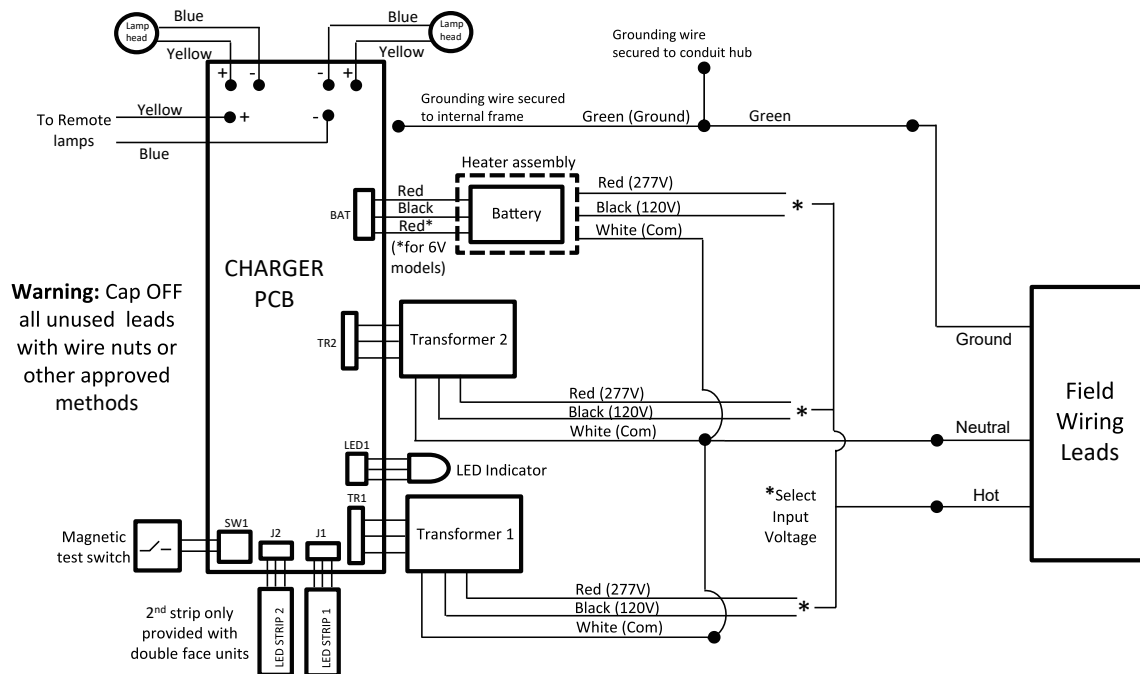 Lamp
head
Blue
Yellow
Blue
Yellow
Lamp
head
+
-
-
+
To Remote
lamps
Yellow
+
-
Blue
Grounding wire
secured to conduit hub
Grounding wire secured
to internal frame
Green (Ground)
Green
Heater assembly
BAT
Red
Black
Red*
(*for 6V
models)
Battery
Red (277V)
Black (120V)
White (Com)
*
CHARGER
PCB
Warning: Cap OFF
all unused leads
with wire nuts or
other approved
methods
TR2
Transformer 2
Red (277V)
Black (120V)
White (Com)
*
Ground
Neutral
Hot
Field
Wiring
Leads
LED1
LED Indicator
*Select
Input
Voltage
TR1
Transformer 1
Red (277V)
Black (120V)
White (Com)
*
Magnetic
test switch
SW1
J2
J1
2nd strip only
provided with
double face units
LED STRIP 2
LED STRIP 1